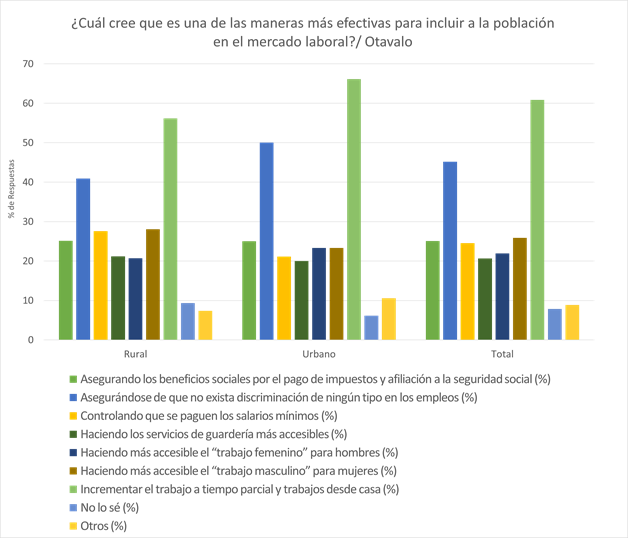 ¿Cuál cree que es una de las maneras más efectivas para incluir a la población
en el mercado laboral?/ Otavalo
70
60
50
40
30
20
10
0
% de Respuestas
Rural Urbano Total
Asegurando los beneficios sociales por el pago de impuestos y afiliación a la seguridad social (%)
Asegurándose de que no exista discriminación de ningún tipo en los empleos (%)
Controlando que se paguen los salarios mínimos (%)
Haciendo los servicios de guardería más accesibles (%)
Haciendo más accesible el “trabajo femenino” para hombres (%)
Haciendo más accesible el “trabajo masculino” para mujeres (%)
Incrementar el trabajo a tiempo parcial y trabajos desde casa (%)
No lo sé (%)
Otros (%)